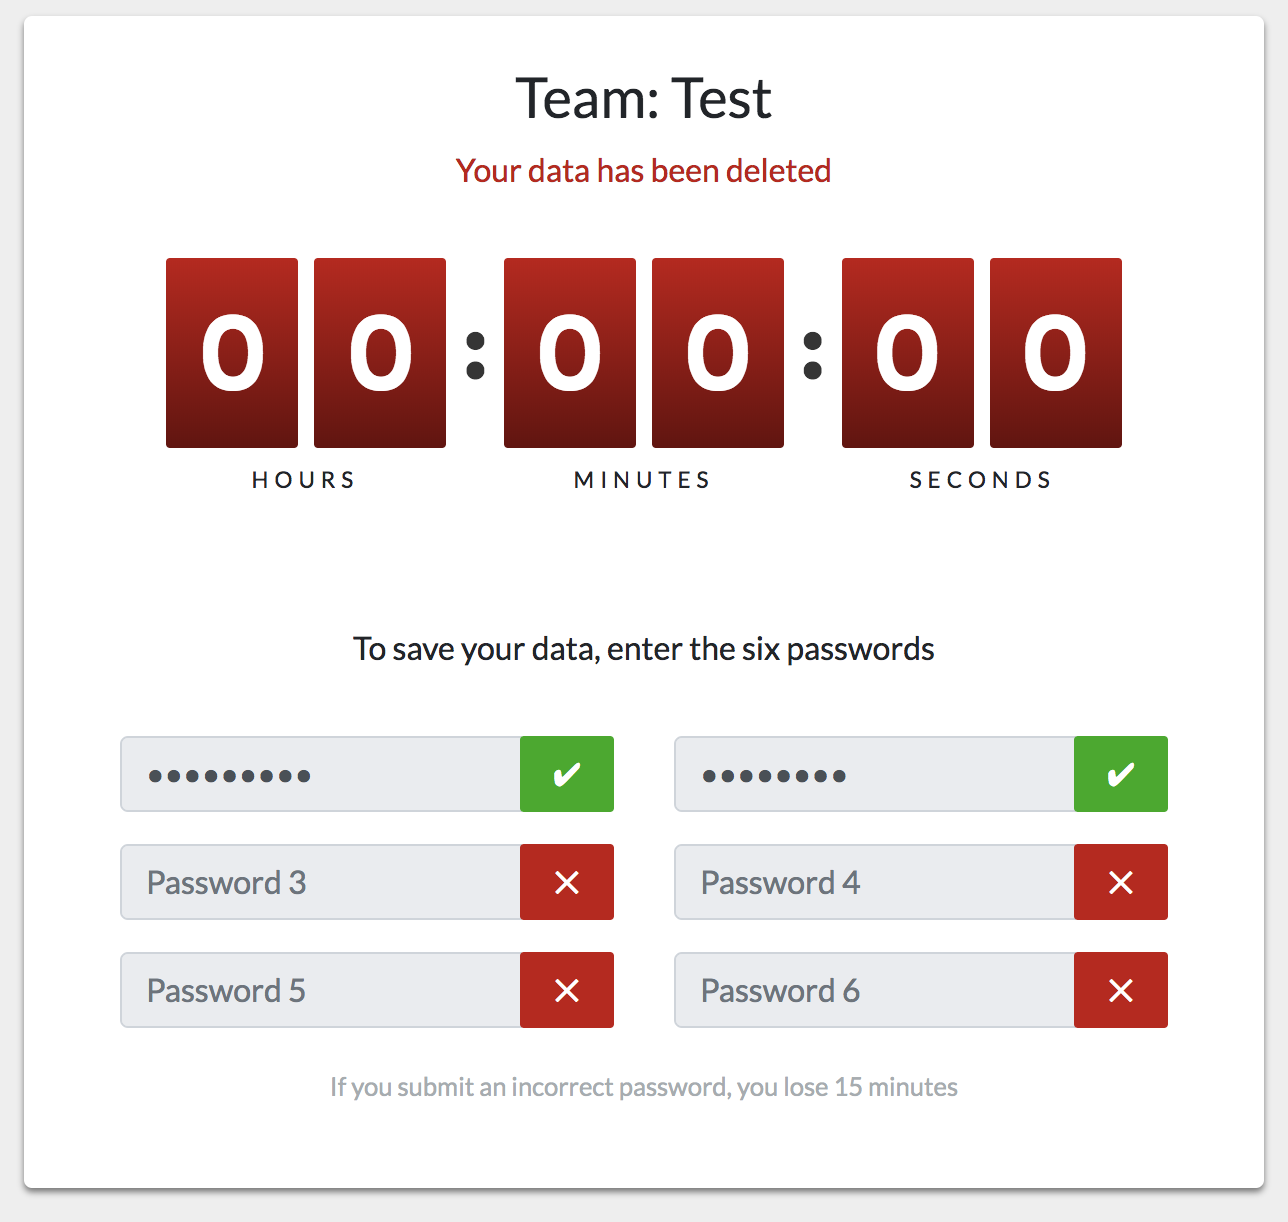 Team: Test
Your data has been deleted
00:00:00
HOURS MINUTES SECONDS
To save your data, enter the six passwords
••••••••• ✔ •••••••• ✔
Password 3 ✕ Password 4 ✕
Password 5 ✕ Password 6 ✕
If you submit an incorrect password, you lose 15 minutes